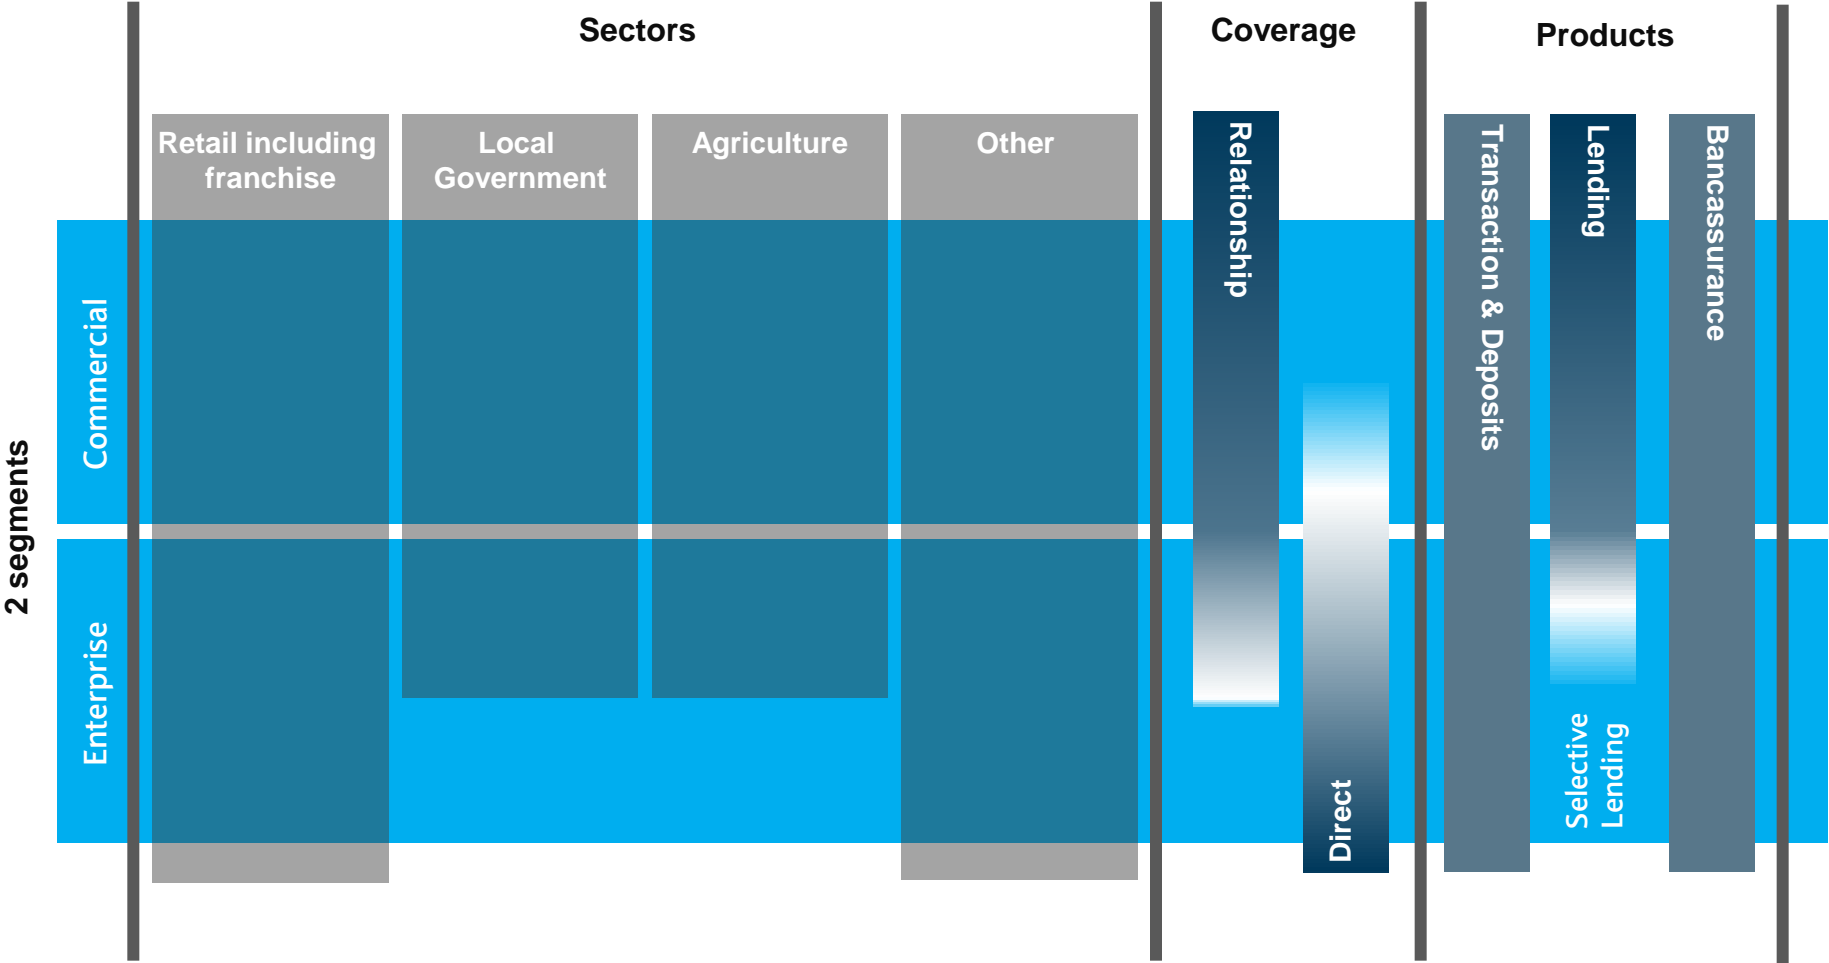 Sectors
Coverage
Products
Retail including
franchise
Local
Government
Agriculture
Other
Relationship
Direct
Transaction & Deposits
Lending
Selective
Lending
Bancassurance
2 segments
Commercial
Enterprise